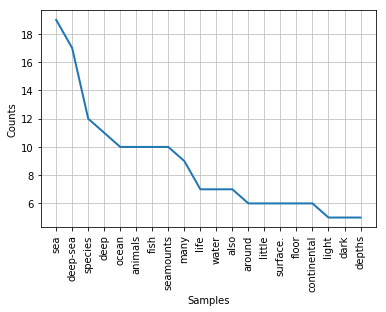 18
16
14
12
10
8
6
Counts
sea
deep-sea
species
deep
ocean
animals
fish
seamounts
many
life
water
also
around
little
surface.
floor
continental
light
dark
depths
Samples